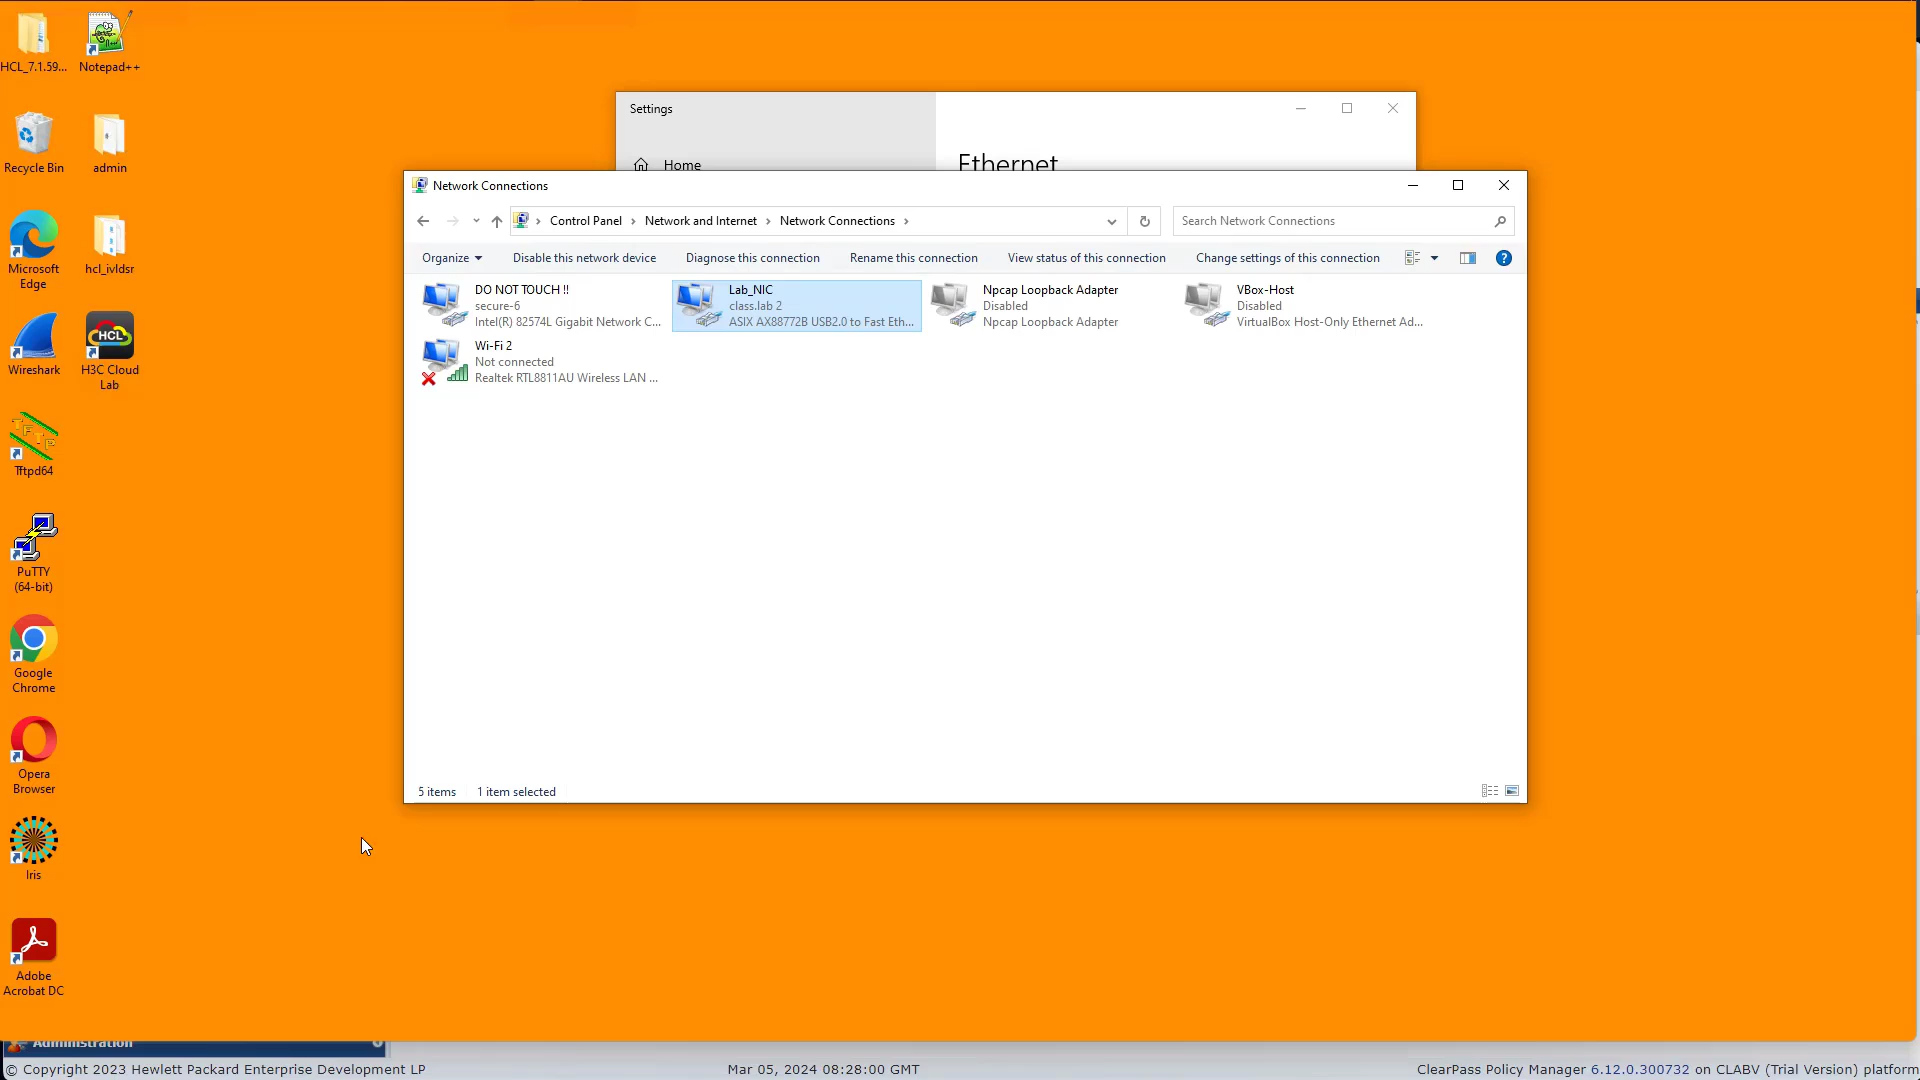 HCL_7.1.59...
Notepad++
Recycle Bin
admin
Microsoft
Edge
hcl_ivldsr
Wireshark
HCL
H3C Cloud
Lab
Tftpd64
PuTTY
(64-bit)
Google
Chrome
Opera
Browser
Iris
Adobe
Acrobat DC
Settings
Home
Ethernet
Network Connections
Control Panel
Network and Internet
Network Connections
Search Network Connections
Organize
Disable this network device
Diagnose this connection
Rename this connection
View status of this connection
Change settings of this connection
DO NOT TOUCH !!
secure-6
Intel(R) 82574L Gigabit Network C...
Lab_NIC
class.lab 2
ASIX AX88772B USB2.0 to Fast Eth...
Npcap Loopback Adapter
Disabled
Npcap Loopback Adapter
VBox-Host
Disabled
VirtualBox Host-Only Ethernet Ad...
Wi-Fi 2
Not connected
Realtek RTL8811AU Wireless LAN ...
5 items
1 item selected
Administration
© Copyright 2023 Hewlett Packard Enterprise Development LP
Mar 05, 2024 08:28:00 GMT
ClearPass Policy Manager 6.12.0.300732 on CLABV (Trial Version) platform